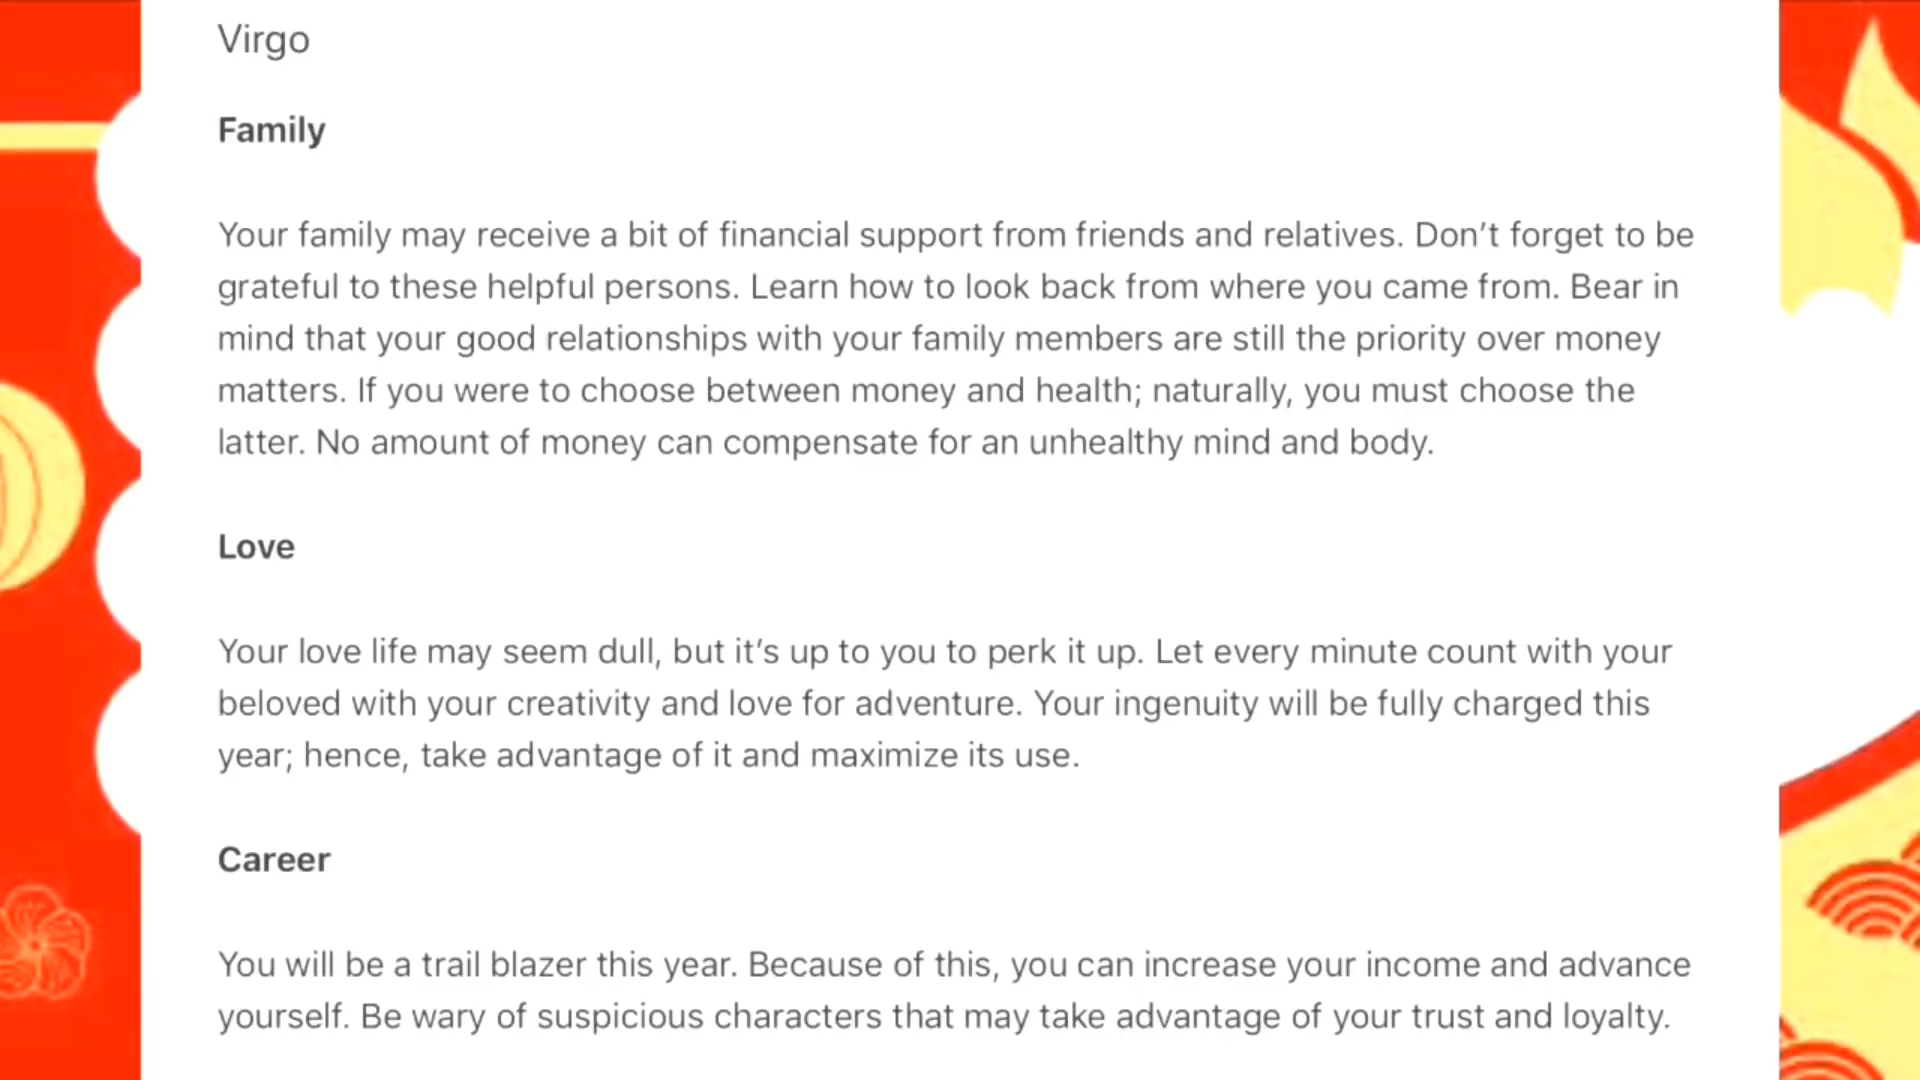 Virgo
Family
Your family may receive a bit of financial support from friends and relatives. Don’t forget to be
grateful to these helpful persons. Learn how to look back from where you came from. Bear in
mind that your good relationships with your family members are still the priority over money
matters. If you were to choose between money and health; naturally, you must choose the
latter. No amount of money can compensate for an unhealthy mind and body.
Love
Your love life may seem dull, but it’s up to you to perk it up. Let every minute count with your
beloved with your creativity and love for adventure. Your ingenuity will be fully charged this
year; hence, take advantage of it and maximize its use.
Career
You will be a trail blazer this year. Because of this, you can increase your income and advance
yourself. Be wary of suspicious characters that may take advantage of your trust and loyalty.